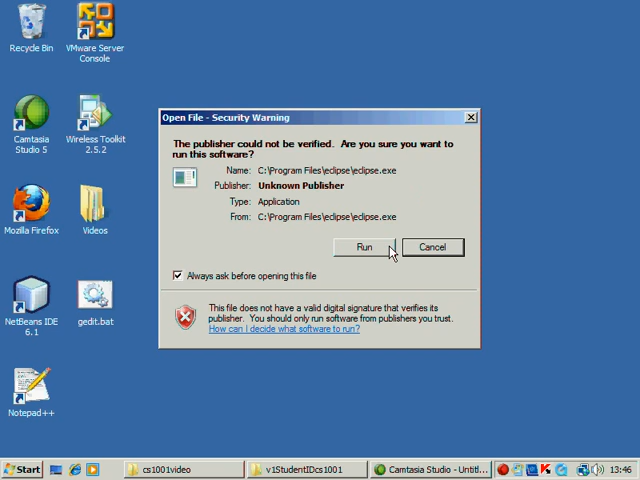 Recycle Bin
VMware Server
Console
Camtasia
Studio 5
Wireless Toolkit
2.5.2
Mozilla Firefox
Videos
NetBeans IDE
6.1
gedit.bat
Notepad++
Open File - Security Warning
The publisher could not be verified. Are you sure you want to
run this software?
Name: C:\Program Files\eclipse\eclipse.exe
Publisher: Unknown Publisher
Type: Application
From: C:\Program Files\eclipse\eclipse.exe
Run Cancel
Always ask before opening this file
This file does not have a valid digital signature that verifies its
publisher. You should only run software from publishers you trust.
How can I decide what software to run?
Start cs1001video v1StudentIDcs1001 Camtasia Studio - Untitl... 13:46